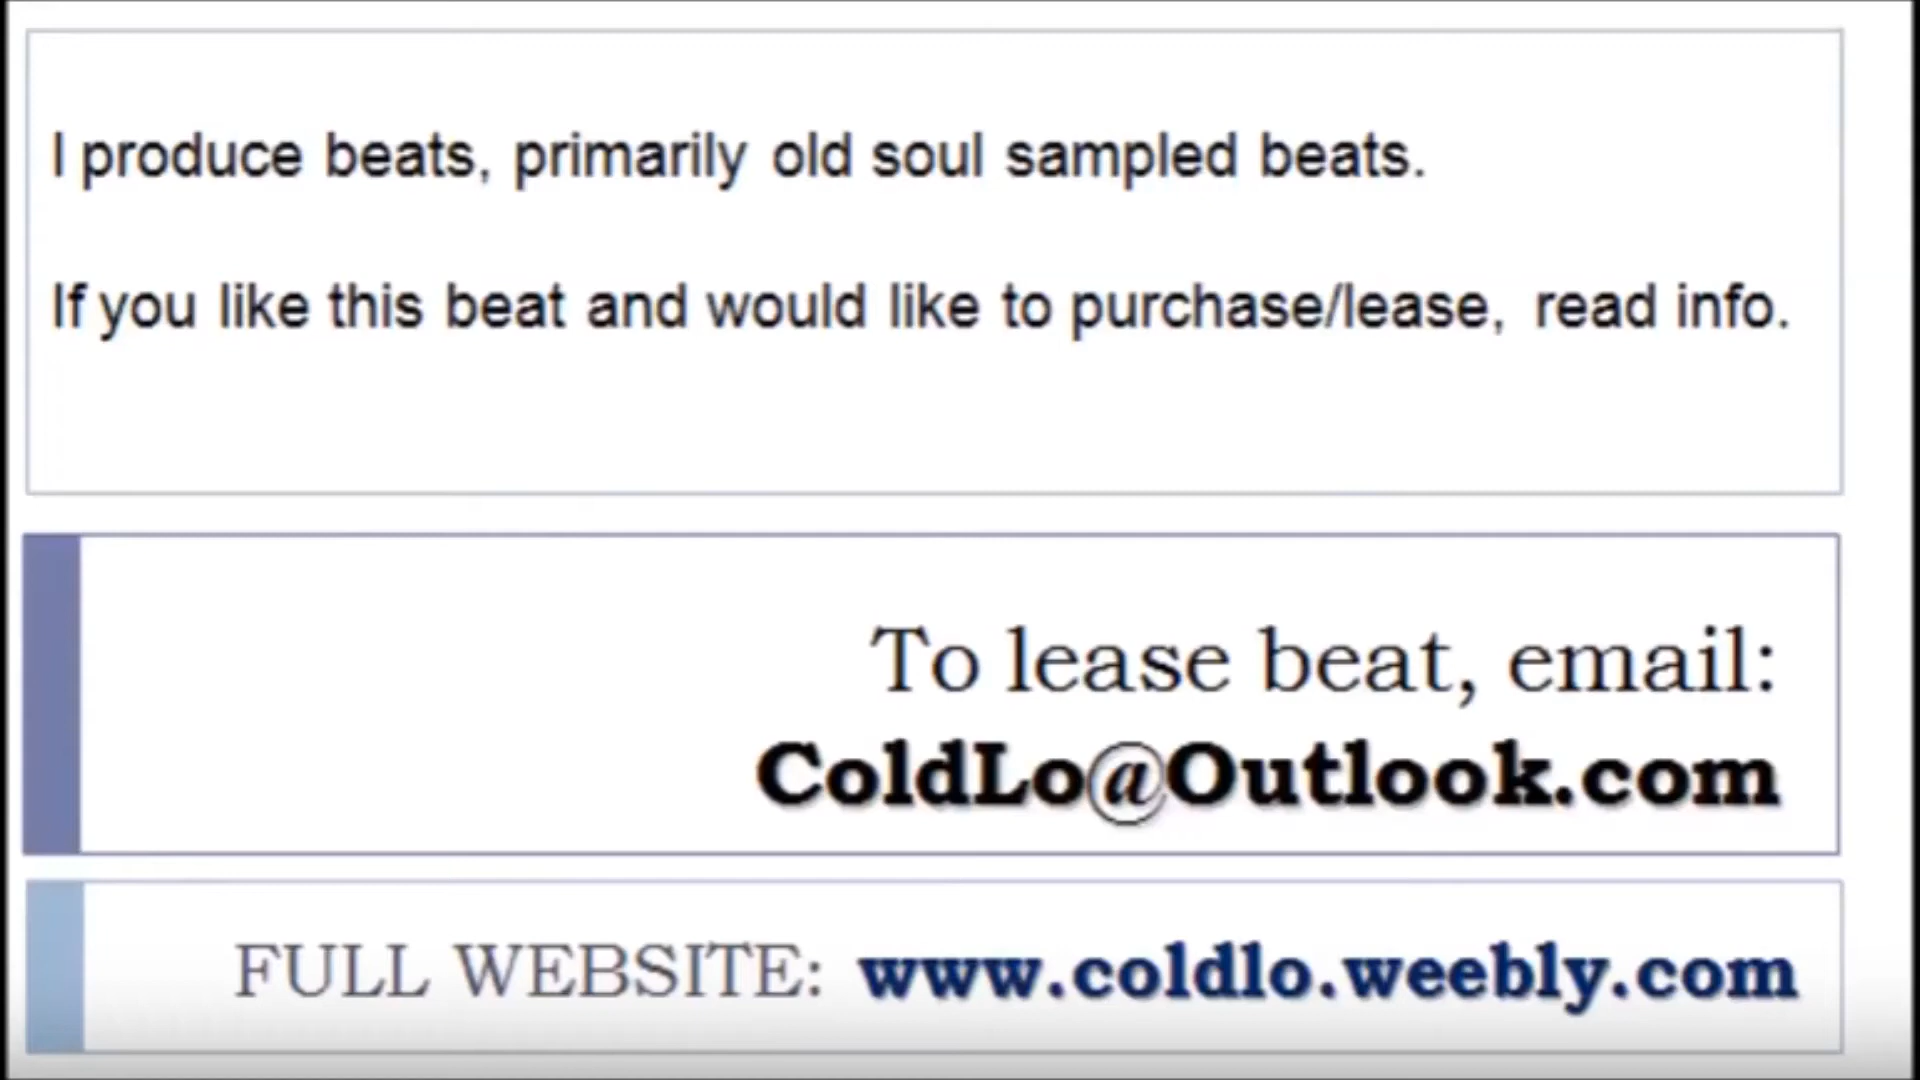 I produce beats, primarily old soul sampled beats.
If you like this beat and would like to purchase/lease, read info.
To lease beat, email:
ColdLo@Outlook.com
FULL WEBSITE: www.coldlo.weebly.com